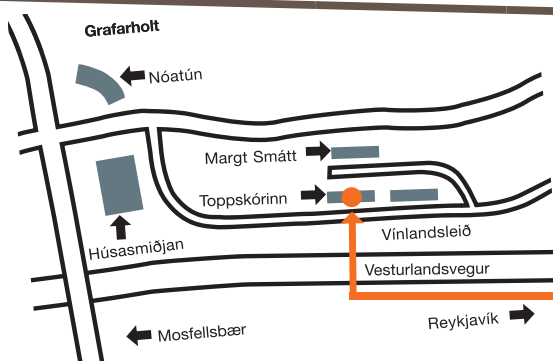 Grafarholt
Nóatún
Margt Smátt
Toppskórinn
Húsasmiðjan
Vínlandsleið
Vesturlandsvegur
Reykjavík
Mosfellsbær